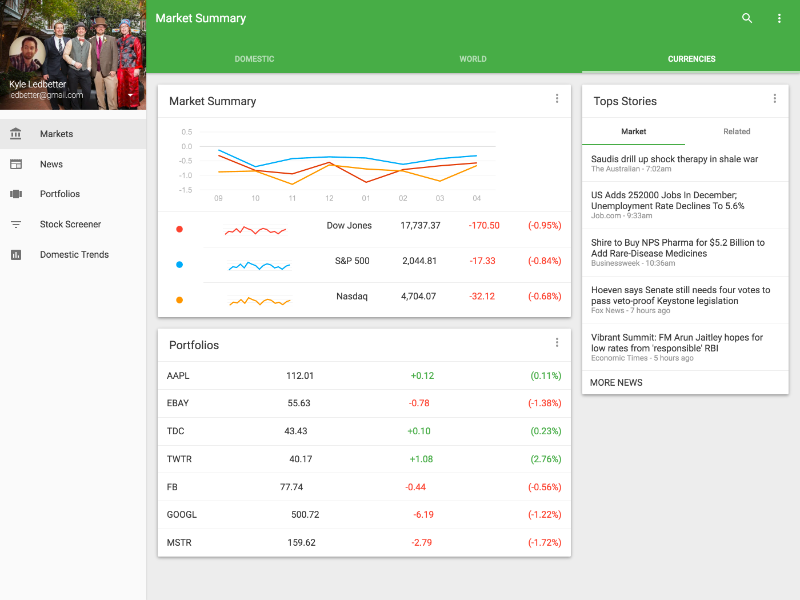 Market Summary
DOMESTIC
WORLD
CURRENCIES
Kyle Ledbetter
ledbetter@gmail.com
Markets
News
Portfolios
Stock Screener
Domestic Trends
Market Summary
0.5
0.0
-0.5
-1.0
-1.5
09 10 11 12 01 02 03 04
Dow Jones 17,737.37 -170.50 (-0.95%)
S&P 500 2,044.81 -17.33 (-0.84%)
Nasdaq 4,704.07 -32.12 (-0.68%)
Portfolios
AAPL 112.01 +0.12 (0.11%)
EBAY 55.63 -0.78 (-1.38%)
TDC 43.43 +0.10 (0.23%)
TWTR 40.17 +1.08 (2.76%)
FB 77.74 -0.44 (-0.56%)
GOOGL 500.72 -6.19 (-1.22%)
MSTR 159.62 -2.79 (-1.72%)
Tops Stories
Market Related
Saudis drill up shock therapy in shale war
The Australian - 7:02am
US Adds 252000 Jobs In December;
Unemployment Rate Declines To 5.6%
Job.com - 9:33am
Shire to Buy NPS Pharma for $5.2 Billion to
Add Rare-Disease Medicines
Businessweek - 10:36am
Hoeven says Senate still needs four votes to
pass veto-proof Keystone legislation
Fox News - 7 hours ago
Vibrant Summit: FM Arun Jaitley hopes for
low rates from 'responsible' RBI
Economic Times - 5 hours ago
MORE NEWS